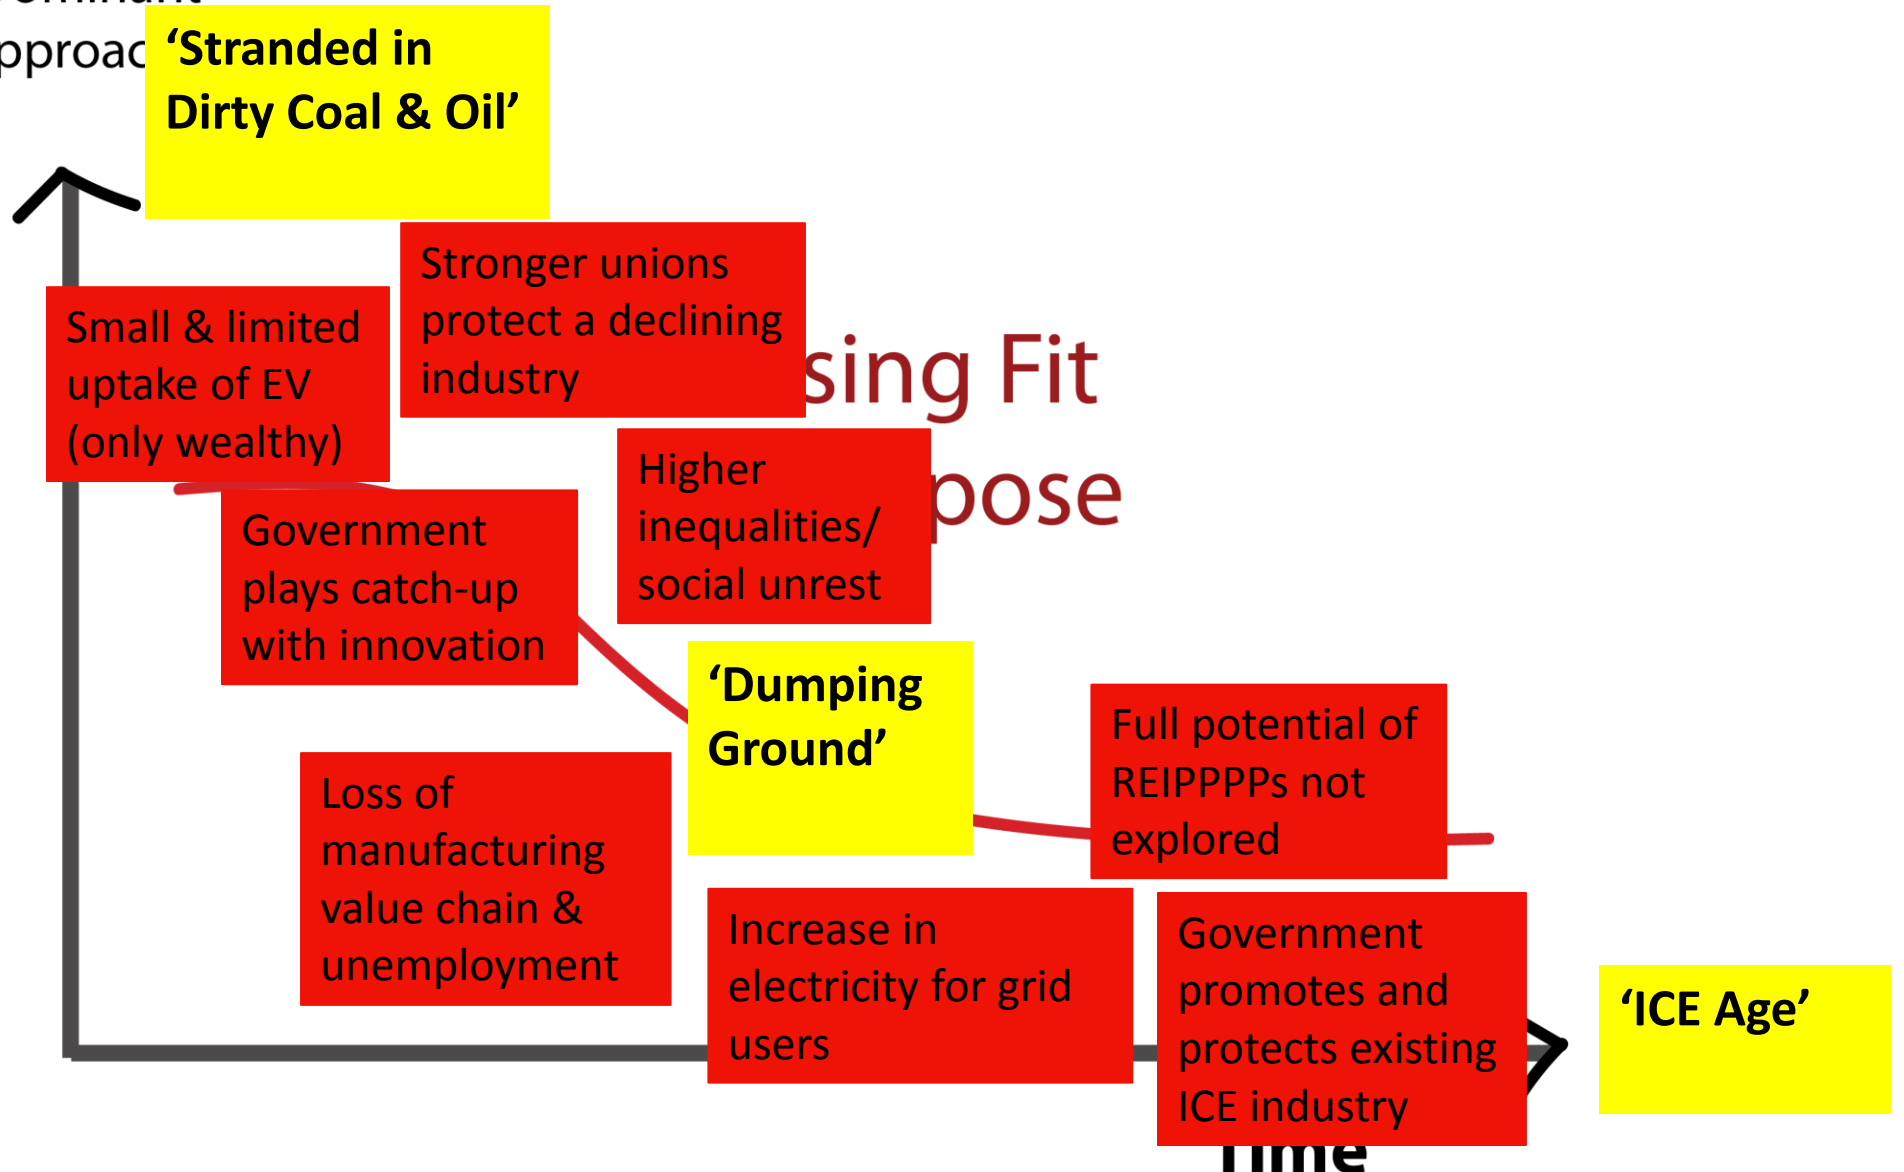 ‘Stranded in
Dirty Coal & Oil’
Stronger unions
protect a declining
industry
Small & limited
uptake of EV
(only wealthy)
Fit
Higher
inequalities/
social unrest
Government
plays catch-up
with innovation
‘Dumping
Ground’
Full potential of
REIPPPPs not
explored
Loss of
manufacturing
value chain &
unemployment
Increase in
electricity for grid
users
Government
promotes and
protects existing
ICE industry
‘ICE Age’
Time